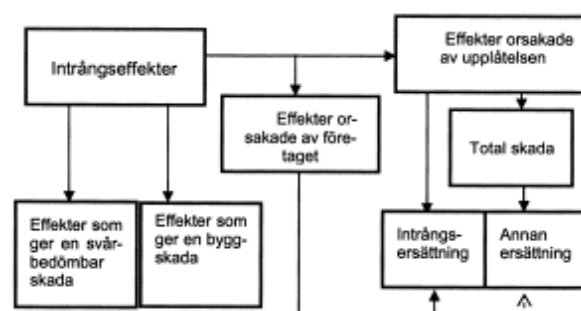 Intrångseffekter
Effekter orsakade
av upplåtelsen
Effekter or-
sakade av före-
taget
Total skada
Effekter som
ger en svår-
bedömbar
skada
Effekter som
ger en bygg-
skada
Intrångs-
ersättning
Annan
ersättning